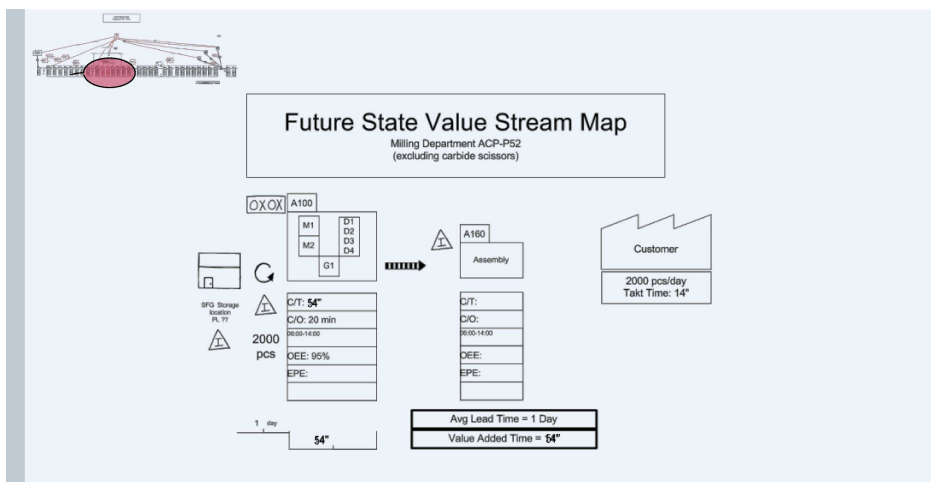 Future State Value Stream Map
Milling Department ACP-P52
(excluding carbide scissors)
OXOX
A100
M1
M2
D1
D2
D3
D4
G1
I
A160
Assembly
Customer
2000 pcs/day
Takt Time: 14"
SFG Storage
location
PL ??
I
I
2000
pcs
C/T: 54"
C/O: 20 min
06:00-14:00
OEE: 95%
EPE:
C/T:
C/O:
06:00-14:00
OEE:
EPE:
1 day
54"
Avg Lead Time = 1 Day
Value Added Time = 54"